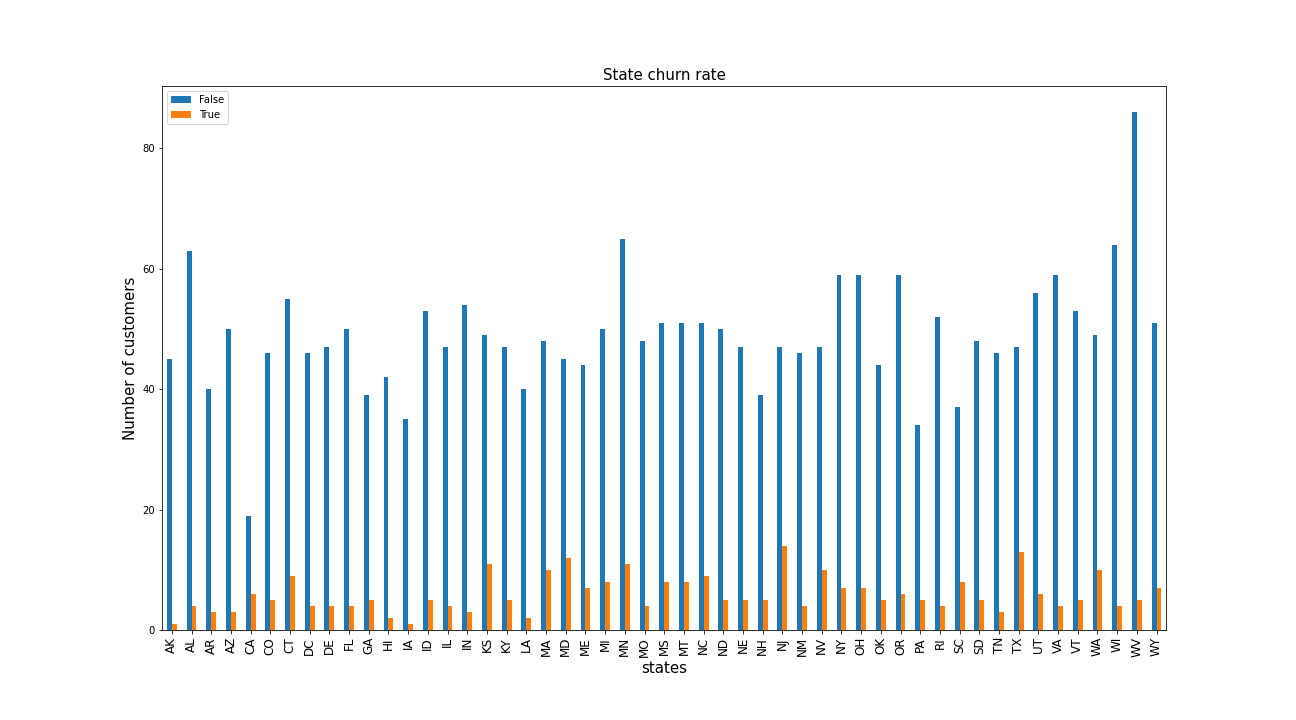 State churn rate
False
True
80
60
40
20
0
Number of customers
AK AL AR AZ CA CO CT DC DE FL GA HI IA ID IL IN KS KY LA MA MD ME MI MN MO MS MT NC ND NE NH NJ NM NV NY OH OK OR PA RI SC SD TN TX UT VA VT WA WI WV WY
states